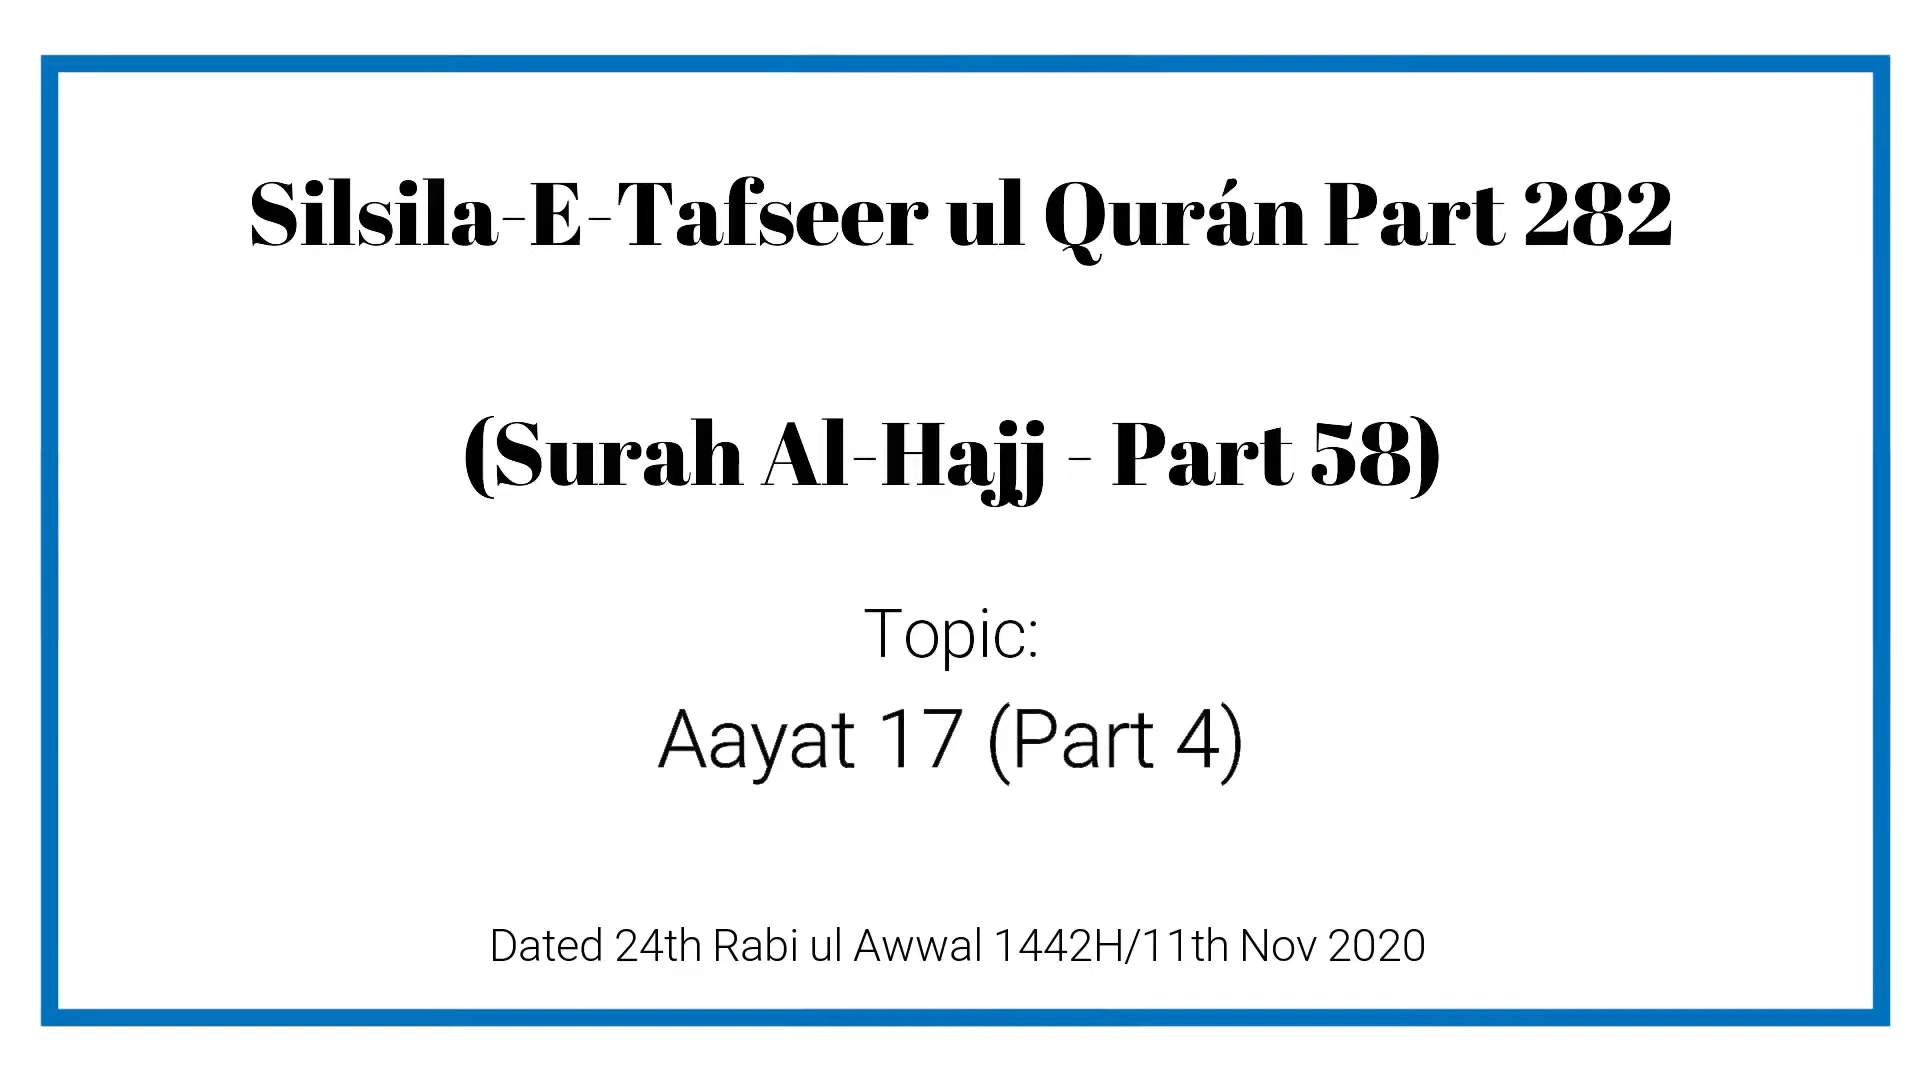 Silsila-E-Tafseer ul Qurán Part 282
(Surah Al-Hajj - Part 58)
Topic:
Aayat 17 (Part 4)
Dated 24th Rabi ul Awwal 1442H/11th Nov 2020